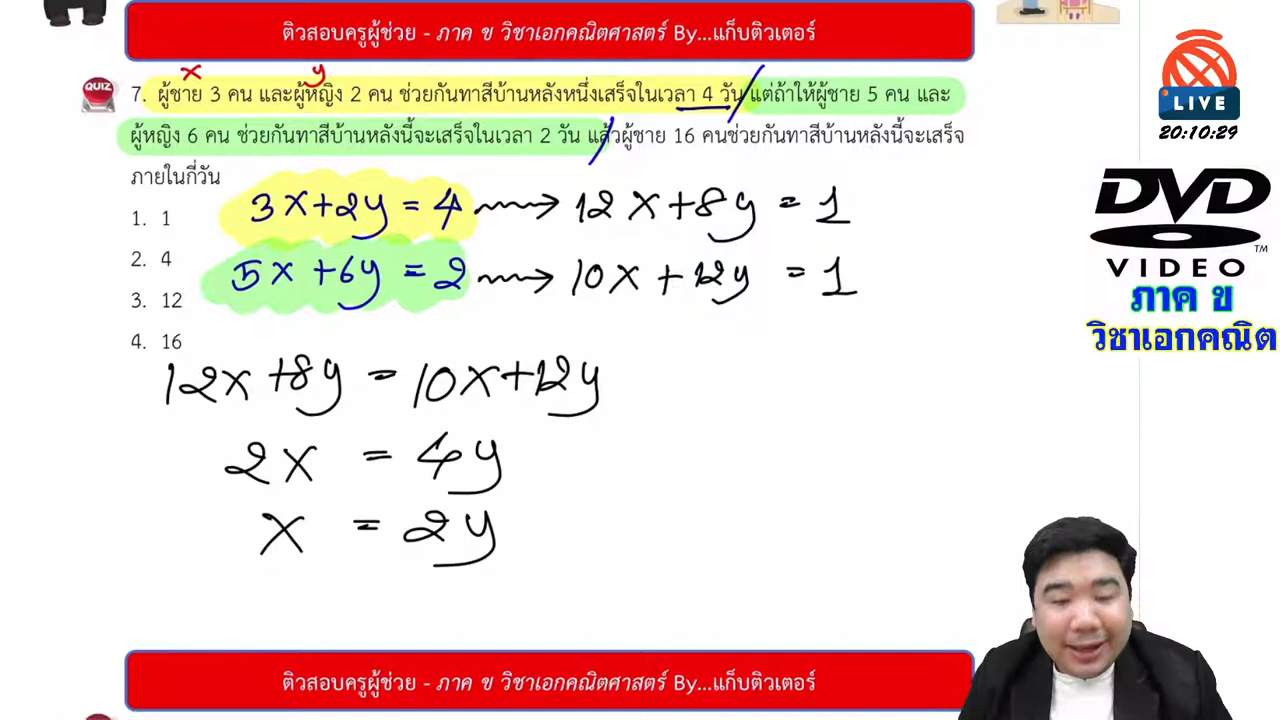 ติวสอบครูผู้ช่วย - ภาค ข วิชาเอกคณิตศาสตร์ By...แก็บติวเตอร์
QUIZ
x y
7. ผู้ชาย 3 คน และผู้หญิง 2 คน ช่วยกันทาสีบ้านหลังหนึ่งเสร็จในเวลา 4 วัน แต่ถ้าให้ผู้ชาย 5 คน และ
ผู้หญิง 6 คน ช่วยกันทาสีบ้านหลังนี้จะเสร็จในเวลา 2 วัน แล้วผู้ชาย 16 คนช่วยกันทาสีบ้านหลังนี้จะเสร็จ
ภายในกี่วัน
1. 1
2. 4
3. 12
4. 16
3x+2y = 4 → 12x+8y = 1
5x+6y = 2 → 10x+12y = 1
12x+8y = 10x+12y
2x = 4y
x = 2y
LIVE
20:10:29
DVD
VIDEO TM
ภาค ข
วิชาเอกคณิต
ติวสอบครูผู้ช่วย - ภาค ข วิชาเอกคณิตศาสตร์ By...แก็บติวเตอร์